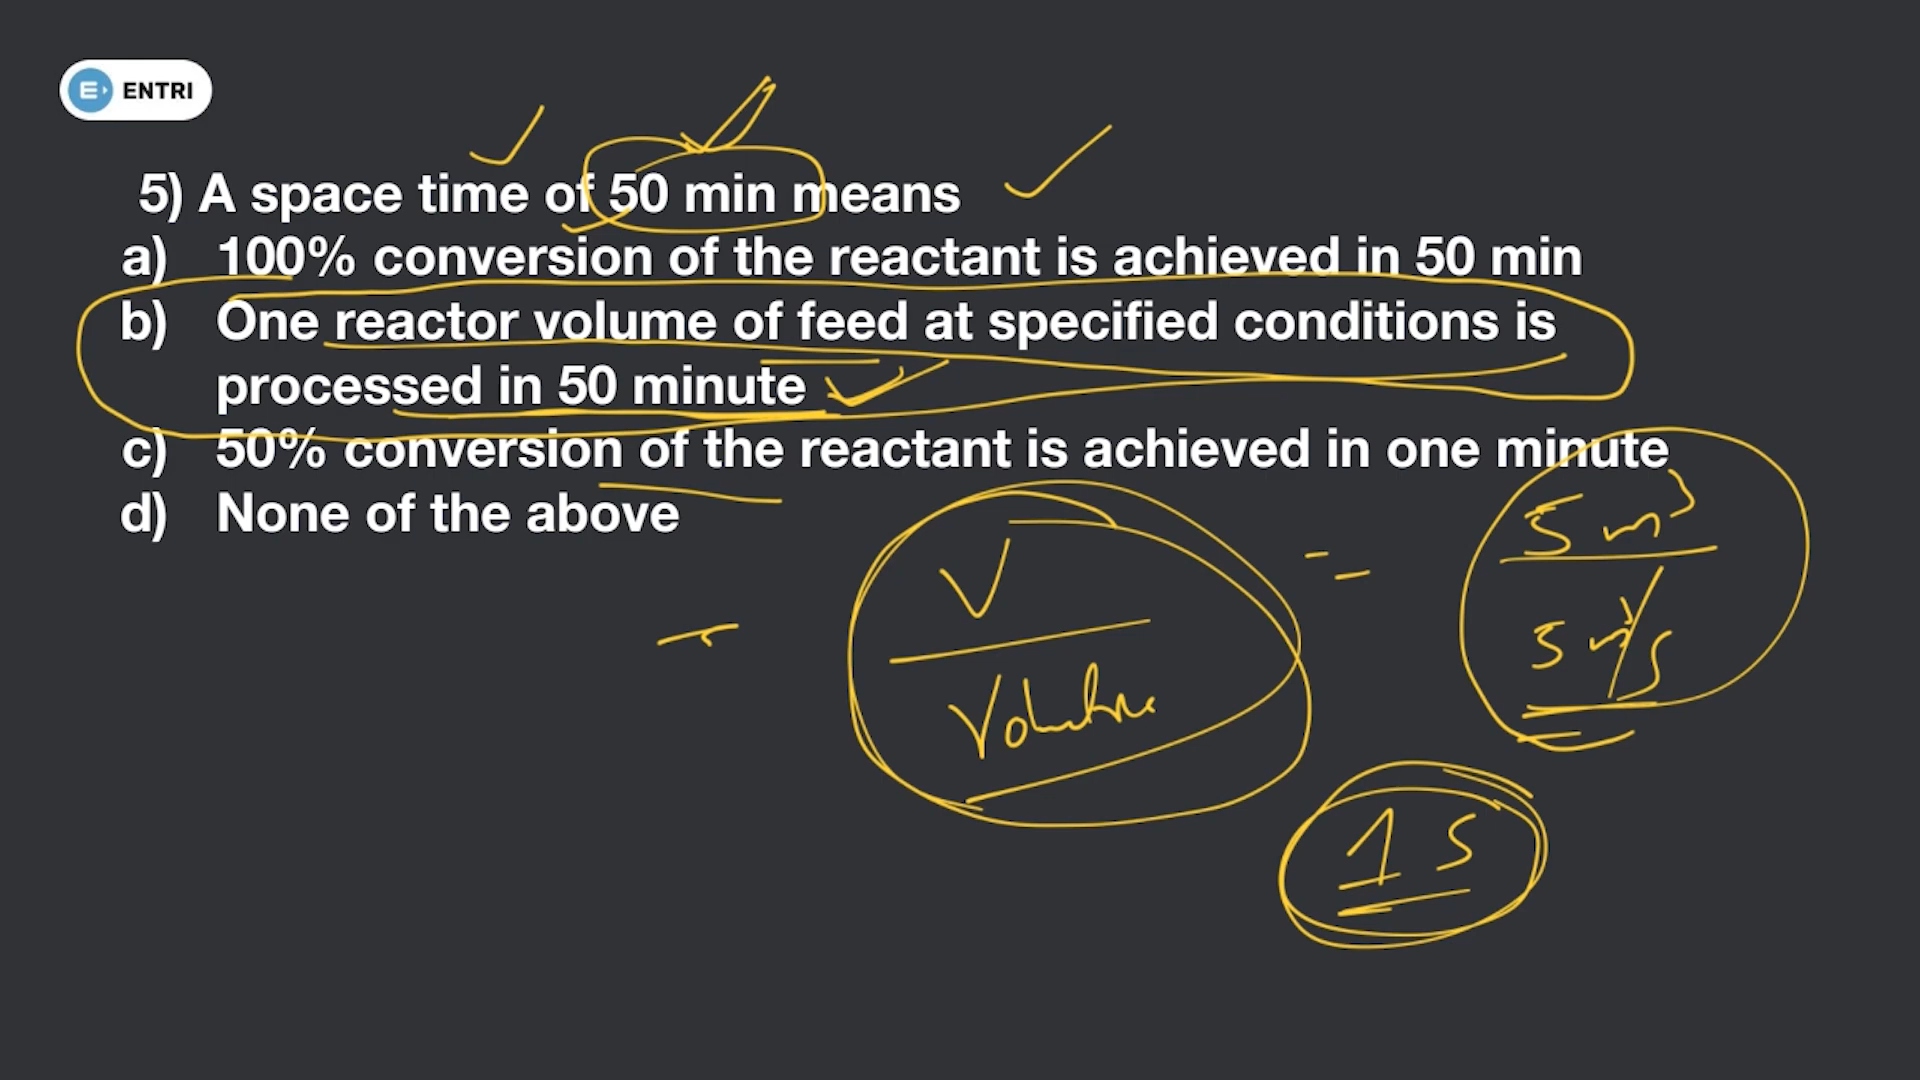 ENTRI
5) A space time of 50 min means
a) 100% conversion of the reactant is achieved in 50 min
b) One reactor volume of feed at specified conditions is
processed in 50 minute
c) 50% conversion of the reactant is achieved in one minute
d) None of the above
V
=
5 m³
5 m³/s
1 s